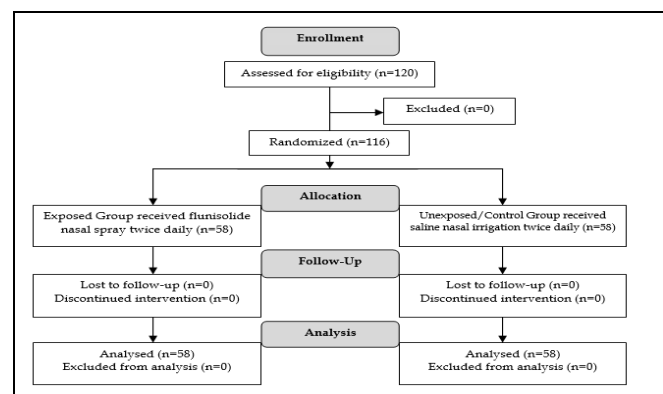 Enrollment
Assessed for eligibility (n=120)
Excluded (n=0)
Randomized (n=116)
Allocation
Exposed Group received flunisolide
nasal spray twice daily (n=58)
Unexposed/Control Group received
saline nasal irrigation twice daily (n=58)
Follow-Up
Lost to follow-up (n=0)
Discontinued intervention (n=0)
Lost to follow-up (n=0)
Discontinued intervention (n=0)
Analysis
Analysed (n=58)
Excluded from analysis (n=0)
Analysed (n=58)
Excluded from analysis (n=0)